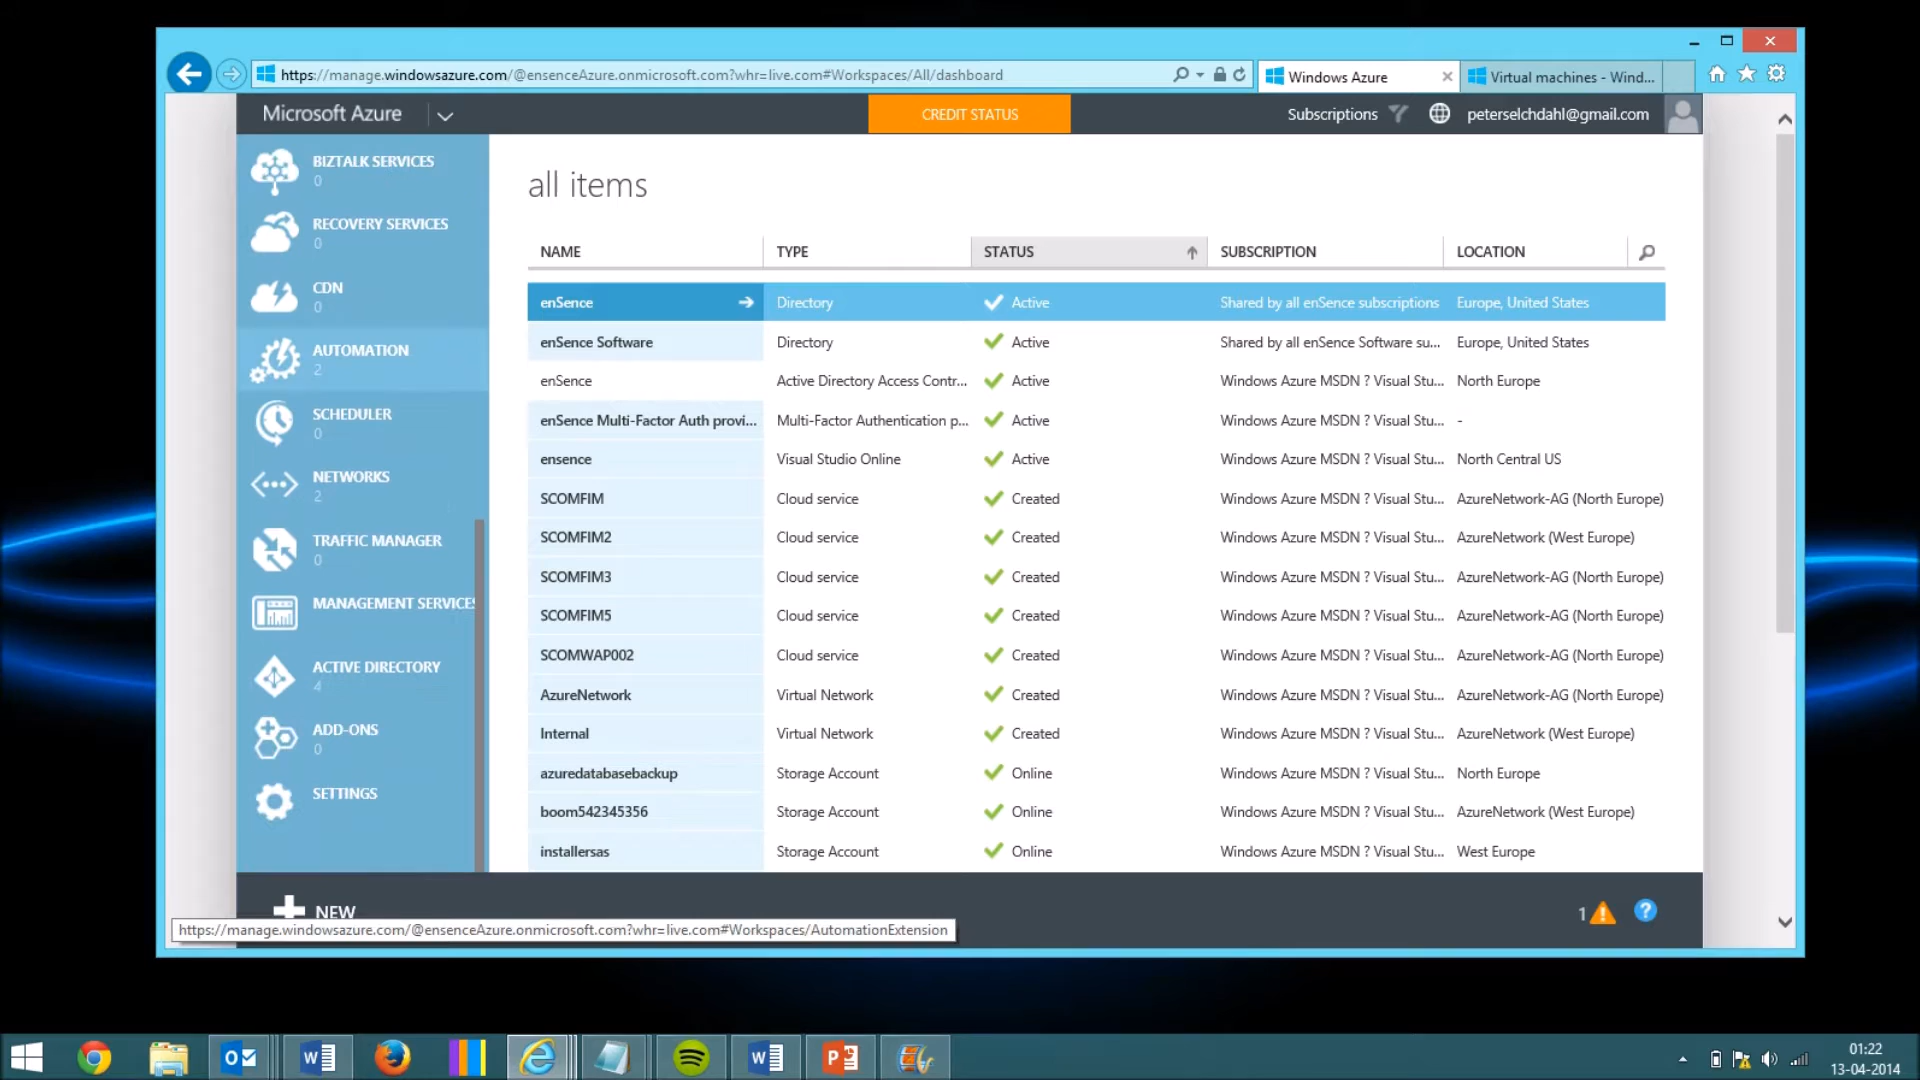 https://manage.windowsazure.com/@ensenceAzure.onmicrosoft.com?whr=live.com#Workspaces/All/dashboard
Windows Azure
Virtual machines - Wind...
Microsoft Azure
CREDIT STATUS
Subscriptions
peterselchdahl@gmail.com
BIZTALK SERVICES
0
RECOVERY SERVICES
0
CDN
0
AUTOMATION
2
SCHEDULER
0
NETWORKS
2
TRAFFIC MANAGER
0
MANAGEMENT SERVICES
ACTIVE DIRECTORY
4
ADD-ONS
0
SETTINGS
all items
NAME TYPE STATUS SUBSCRIPTION LOCATION
enSence Directory Active Shared by all enSence subscriptions Europe, United States
enSence Software Directory Active Shared by all enSence Software su... Europe, United States
enSence Active Directory Access Contr... Active Windows Azure MSDN ? Visual Stu... North Europe
enSence Multi-Factor Auth provi... Multi-Factor Authentication p... Active Windows Azure MSDN ? Visual Stu... -
ensence Visual Studio Online Active Windows Azure MSDN ? Visual Stu... North Central US
SCOMFIM Cloud service Created Windows Azure MSDN ? Visual Stu... AzureNetwork-AG (North Europe)
SCOMFIM2 Cloud service Created Windows Azure MSDN ? Visual Stu... AzureNetwork (West Europe)
SCOMFIM3 Cloud service Created Windows Azure MSDN ? Visual Stu... AzureNetwork-AG (North Europe)
SCOMFIM5 Cloud service Created Windows Azure MSDN ? Visual Stu... AzureNetwork-AG (North Europe)
SCOMWAP002 Cloud service Created Windows Azure MSDN ? Visual Stu... AzureNetwork-AG (North Europe)
AzureNetwork Virtual Network Created Windows Azure MSDN ? Visual Stu... AzureNetwork-AG (North Europe)
Internal Virtual Network Created Windows Azure MSDN ? Visual Stu... AzureNetwork (West Europe)
azuredatabasebackup Storage Account Online Windows Azure MSDN ? Visual Stu... North Europe
boom542345356 Storage Account Online Windows Azure MSDN ? Visual Stu... AzureNetwork (West Europe)
installersas Storage Account Online Windows Azure MSDN ? Visual Stu... West Europe
NEW
1
https://manage.windowsazure.com/@ensenceAzure.onmicrosoft.com?whr=live.com#Workspaces/AutomationExtension
01:22
13-04-2014